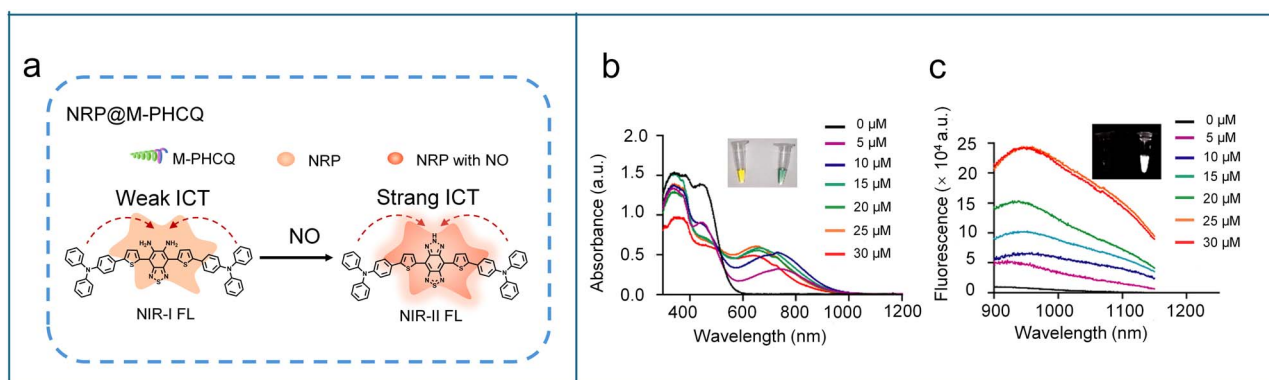 a
NRP@M-PHCQ
M-PHCQ
NRP
NRP with NO
Weak ICT
Strang ICT
H₂N
NH₂
S
N
N
S
N
N
NO
H
N
N
N
N
S
S
N
N
S
N
N
NIR-I FL
NIR-II FL
b
Absorbance (a.u.)
2.0
1.5
1.0
0.5
0.0
400
600
800
1000
1200
Wavelength (nm)
0 μM
5 μM
10 μM
15 μM
20 μM
25 μM
30 μM
c
Fluorescence (× 10⁴ a.u.)
25
20
15
10
5
0
900
1000
1100
1200
Wavelength (nm)
0 μM
5 μM
10 μM
15 μM
20 μM
25 μM
30 μM